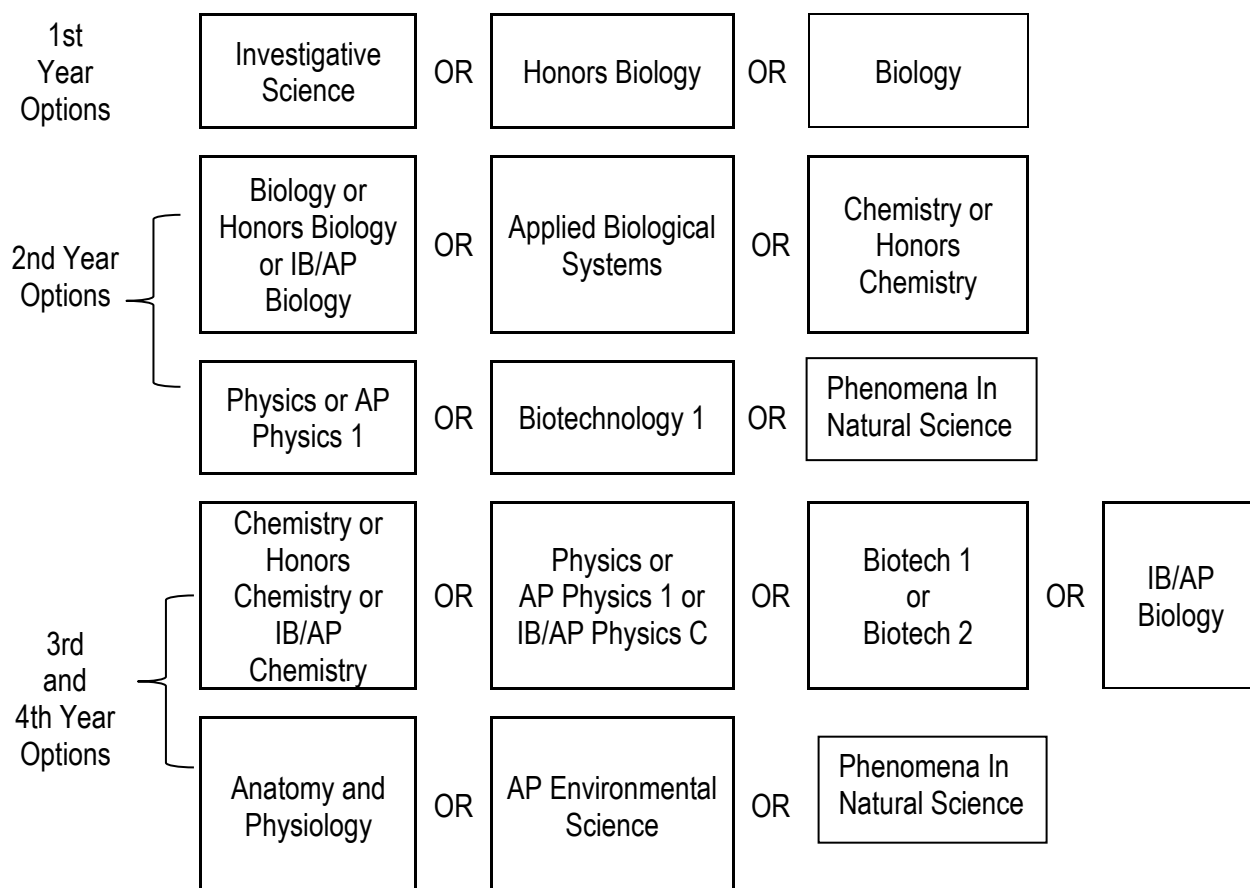 1st
Year
Options
Investigative
Science
OR
Honors Biology
OR
Biology
2nd Year
Options
Biology or
Honors Biology
or IB/AP
Biology
OR
Applied Biological
Systems
OR
Chemistry or
Honors
Chemistry
Physics or AP
Physics 1
OR
Biotechnology 1
OR
Phenomena In
Natural Science
3rd
and
4th Year
Options
Chemistry or
Honors
Chemistry or
IB/AP
Chemistry
OR
Physics or
AP Physics 1 or
IB/AP Physics C
OR
Biotech 1
or
Biotech 2
OR
IB/AP
Biology
Anatomy and
Physiology
OR
AP Environmental
Science
OR
Phenomena In
Natural Science